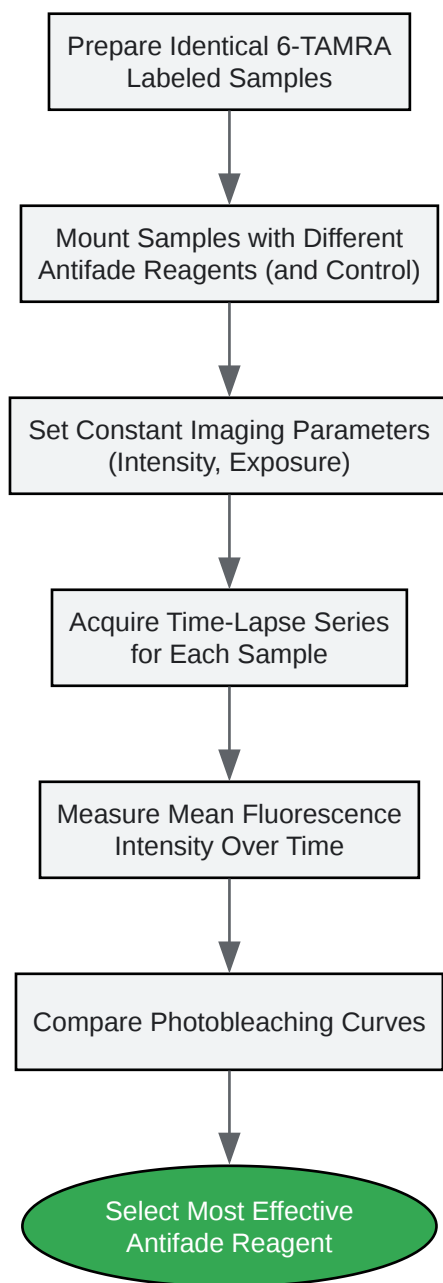 Prepare Identical 6-TAMRA
Labeled Samples
Mount Samples with Different
Antifade Reagents (and Control)
Set Constant Imaging Parameters
(Intensity, Exposure)
Acquire Time-Lapse Series
for Each Sample
Measure Mean Fluorescence
Intensity Over Time
Compare Photobleaching Curves
Select Most Effective
Antifade Reagent